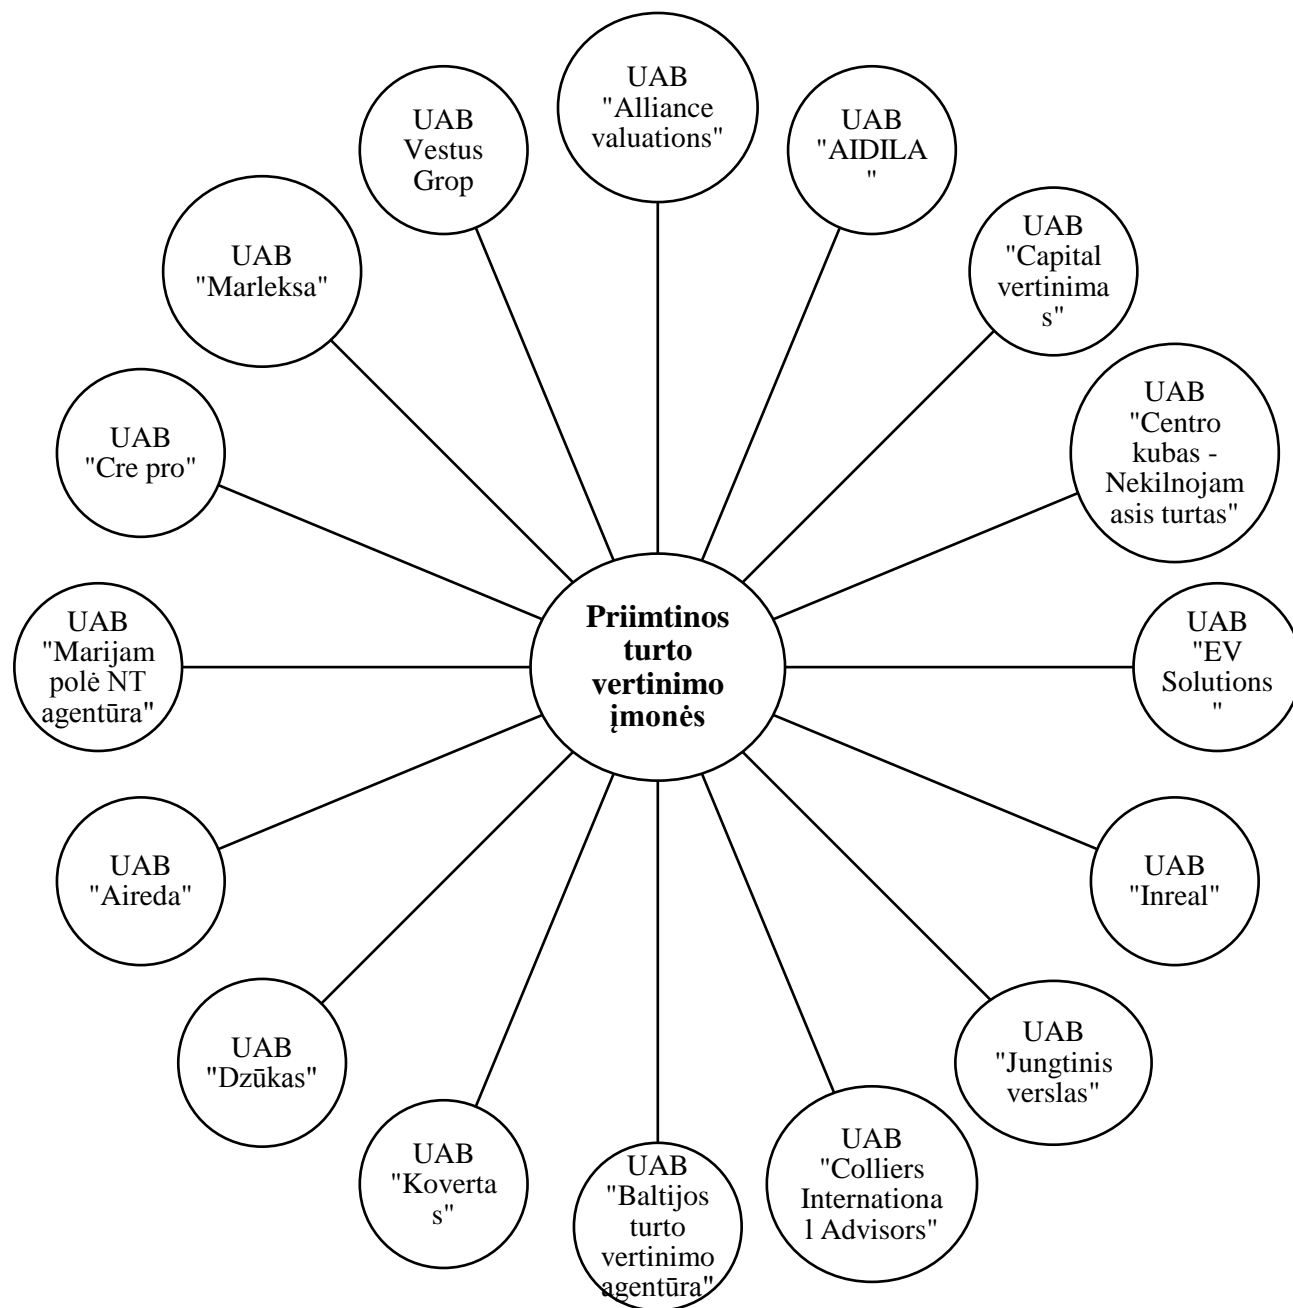 Priimtinos
turto
vertinimo
įmonės
UAB
"Alliance
valuations"
UAB
"AIDILA
"
UAB
"Capital
vertinima
s"
UAB
"Centro
kubas -
Nekilnojam
asis turtas"
UAB
"EV
Solutions
"
UAB
"Inreal"
UAB
"Jungtinis
verslas"
UAB
"Colliers
Internationa
l Advisors"
UAB
"Baltijos
turto
vertinimo
agentūra"
UAB
"Koverta
s"
UAB
"Dzūkas"
UAB
"Aireda"
UAB
"Marijam
polė NT
agentūra"
UAB
"Cre pro"
UAB
"Marleksa"
UAB
Vestus
Grop